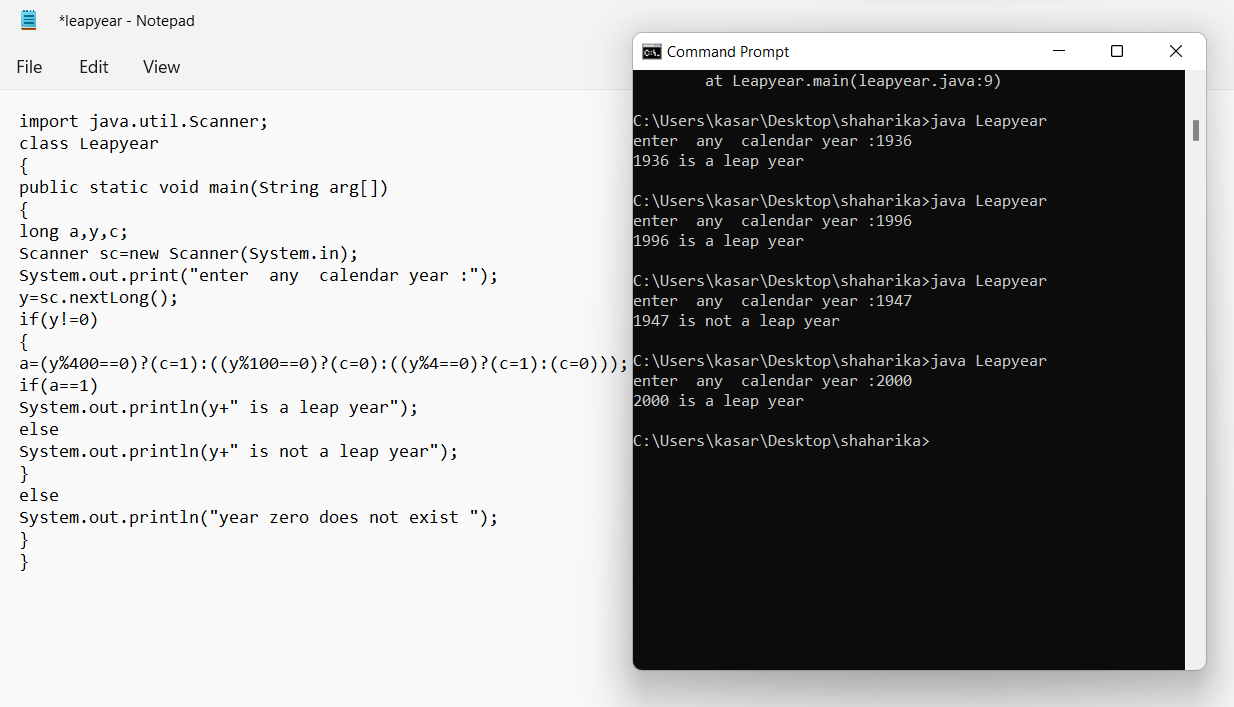 *leapyear - Notepad
File Edit View
import java.util.Scanner;
class Leapyear
{
public static void main(String arg[])
{
long a,y,c;
Scanner sc=new Scanner(System.in);
System.out.print("enter  any  calendar year :");
y=sc.nextLong();
if(y!=0)
{
a=(y%400==0)?(c=1):((y%100==0)?(c=0):((y%4==0)?(c=1):(c=0)));
if(a==1)
System.out.println(y+" is a leap year");
else
System.out.println(y+" is not a leap year");
}
else
System.out.println("year zero does not exist ");
}
}
Command Prompt
        at Leapyear.main(leapyear.java:9)
C:\Users\kasar\Desktop\shaharika>java Leapyear
enter  any  calendar year :1936
1936 is a leap year
C:\Users\kasar\Desktop\shaharika>java Leapyear
enter  any  calendar year :1996
1996 is a leap year
C:\Users\kasar\Desktop\shaharika>java Leapyear
enter  any  calendar year :1947
1947 is not a leap year
C:\Users\kasar\Desktop\shaharika>java Leapyear
enter  any  calendar year :2000
2000 is a leap year
C:\Users\kasar\Desktop\shaharika>